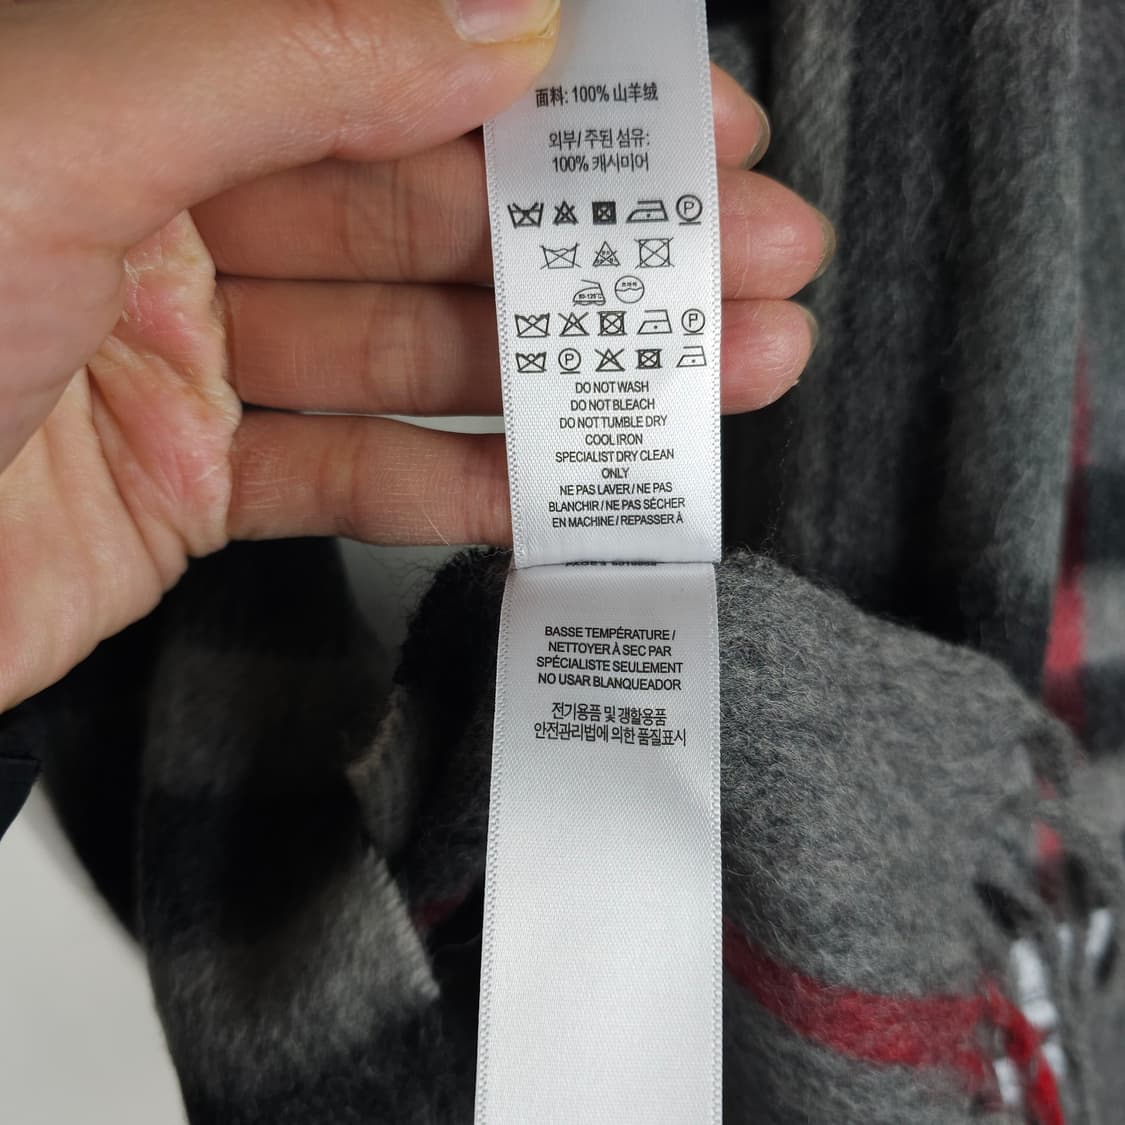 面料: 100% 山羊绒
외부/ 주된 섬유:
100% 캐시미어
P
P
P
DO NOT WASH
DO NOT BLEACH
DO NOT TUMBLE DRY
COOL IRON
SPECIALIST DRY CLEAN
ONLY
NE PAS LAVER / NE PAS
BLANCHIR / NE PAS SÉCHER
EN MACHINE / REPASSER À
BASSE TEMPÉRATURE /
NETTOYER À SEC PAR
SPÉCIALISTE SEULEMENT
NO USAR BLANQUEADOR
전기용품 및 갱활용품
안전관리법에 의한 품질표시